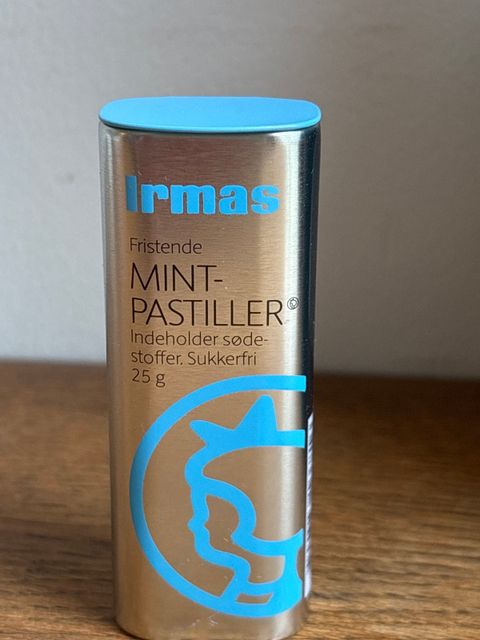 Irmas
Fristende
MINT-
PASTILLER©
Indeholder søde-
stoffer. Sukkerfri
25 g